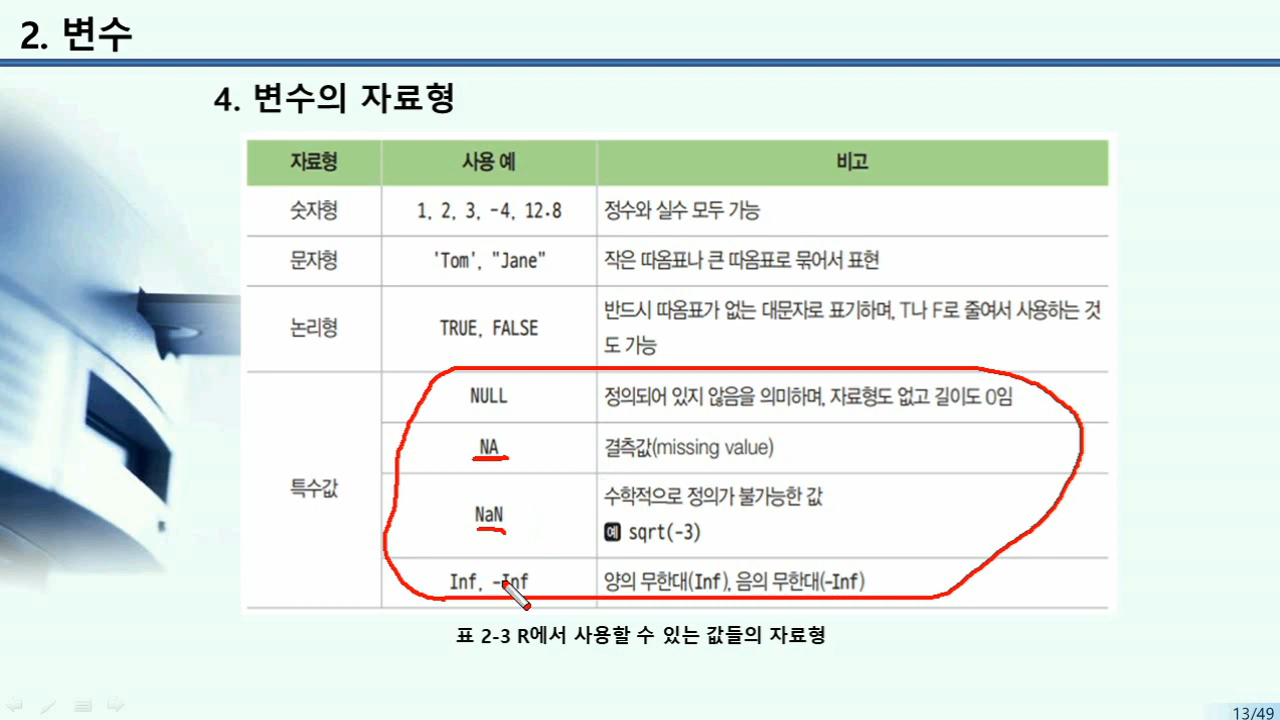 2. 변수
4. 변수의 자료형
자료형 사용 예 비고
숫자형 1, 2, 3, -4, 12.8 정수와 실수 모두 가능
문자형 'Tom', "Jane" 작은 따옴표나 큰 따옴표로 묶어서 표현
논리형 TRUE, FALSE 반드시 따옴표가 없는 대문자로 표기하며, T나 F로 줄여서 사용하는 것
도 가능
특수값
NULL 정의되어 있지 않음을 의미하며, 자료형도 없고 길이도 0임
NA 결측값(missing value)
NaN 수학적으로 정의가 불가능한 값
예 sqrt(-3)
Inf, -Inf 양의 무한대(Inf), 음의 무한대(-Inf)
표 2-3 R에서 사용할 수 있는 값들의 자료형
13/49